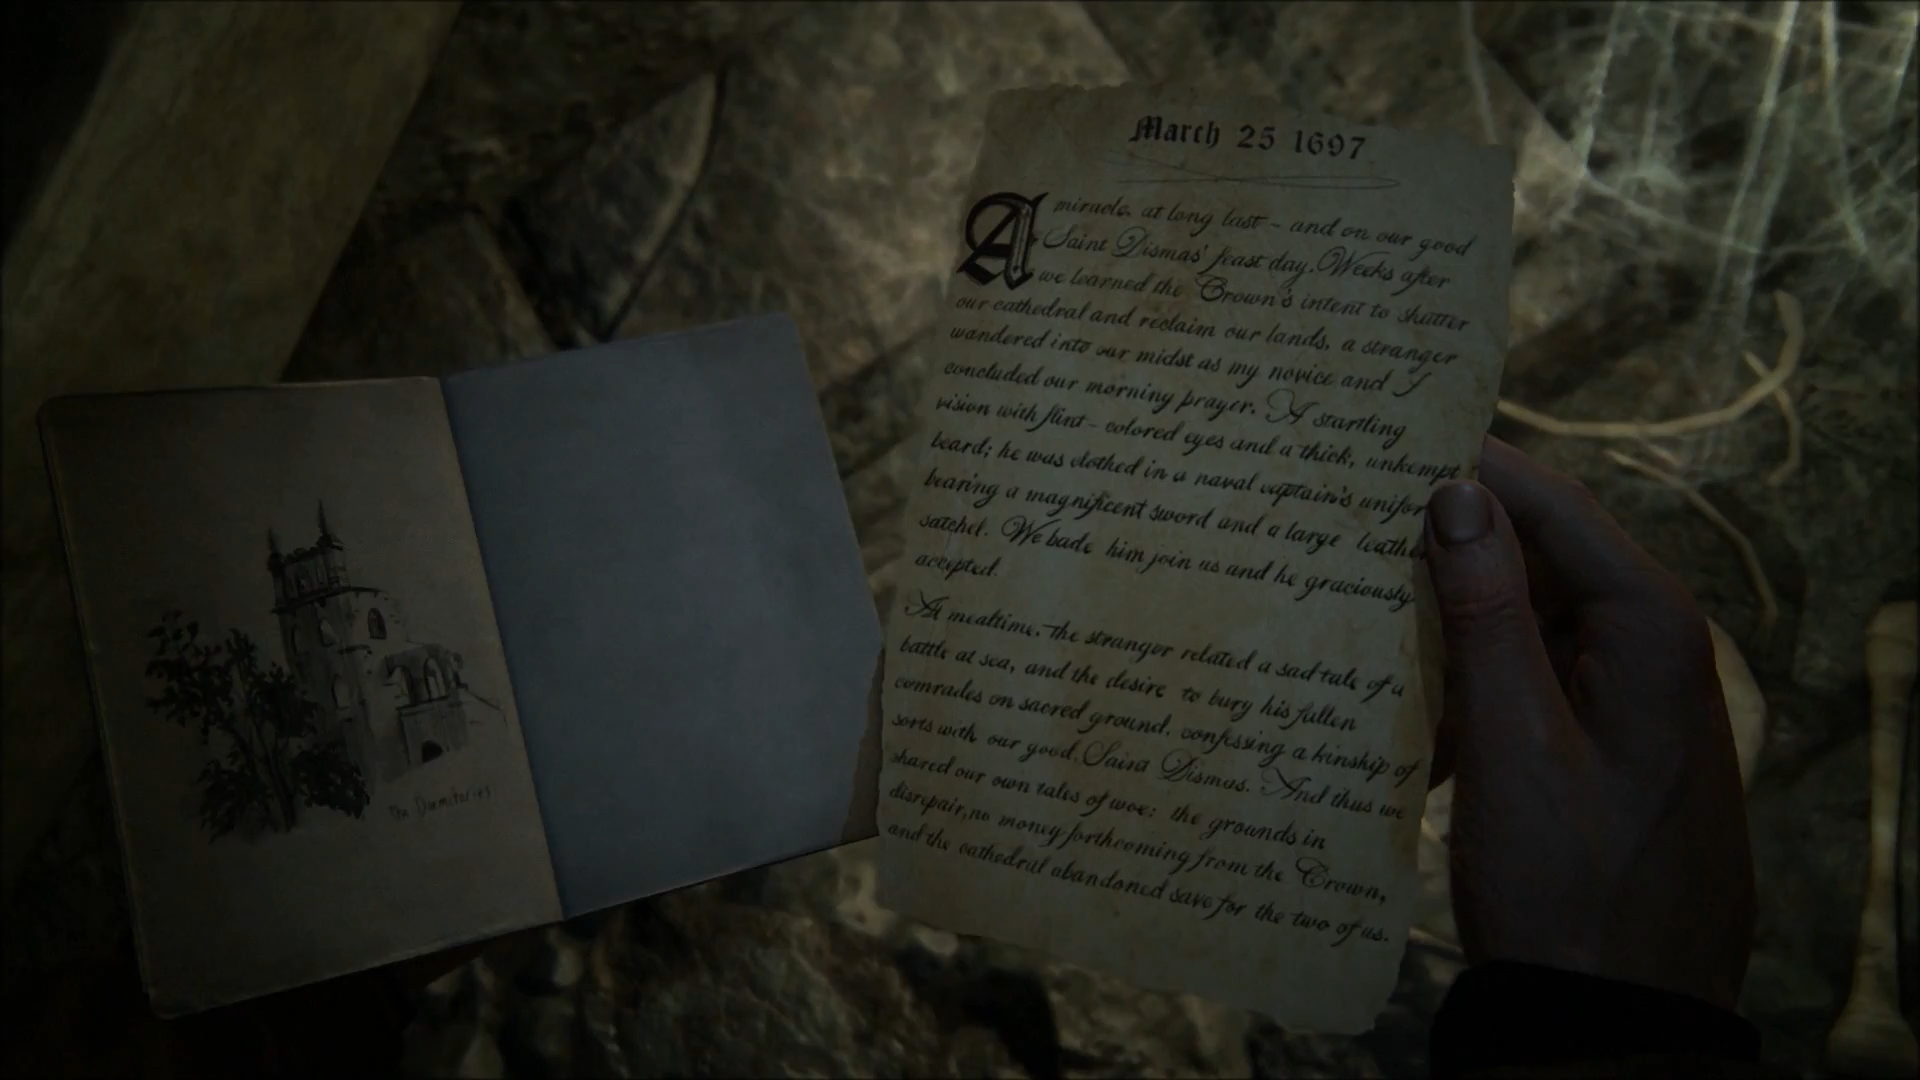 The Dormitories
March 25 1697
A miracle, at long last - and on our good
Saint Dismas' feast day. Weeks after
we learned the Crown's intent to shutter
our cathedral and reclaim our lands, a stranger
wandered into our midst as my novice and I
concluded our morning prayer. A startling
vision with flint-colored eyes and a thick, unkempt
beard; he was clothed in a naval captain's unifor
bearing a magnificent sword and a large leathe
satchel. We bade him join us and he graciously
accepted.
At mealtime, the stranger related a sad tale of a
battle at sea, and the desire to bury his fallen
comrades on sacred ground, confessing a kinship of
sorts with our good Saint Dismas. And thus we
shared our own tales of woe: the grounds in
disrepair, no money forthcoming from the Crown,
and the cathedral abandoned save for the two of us.